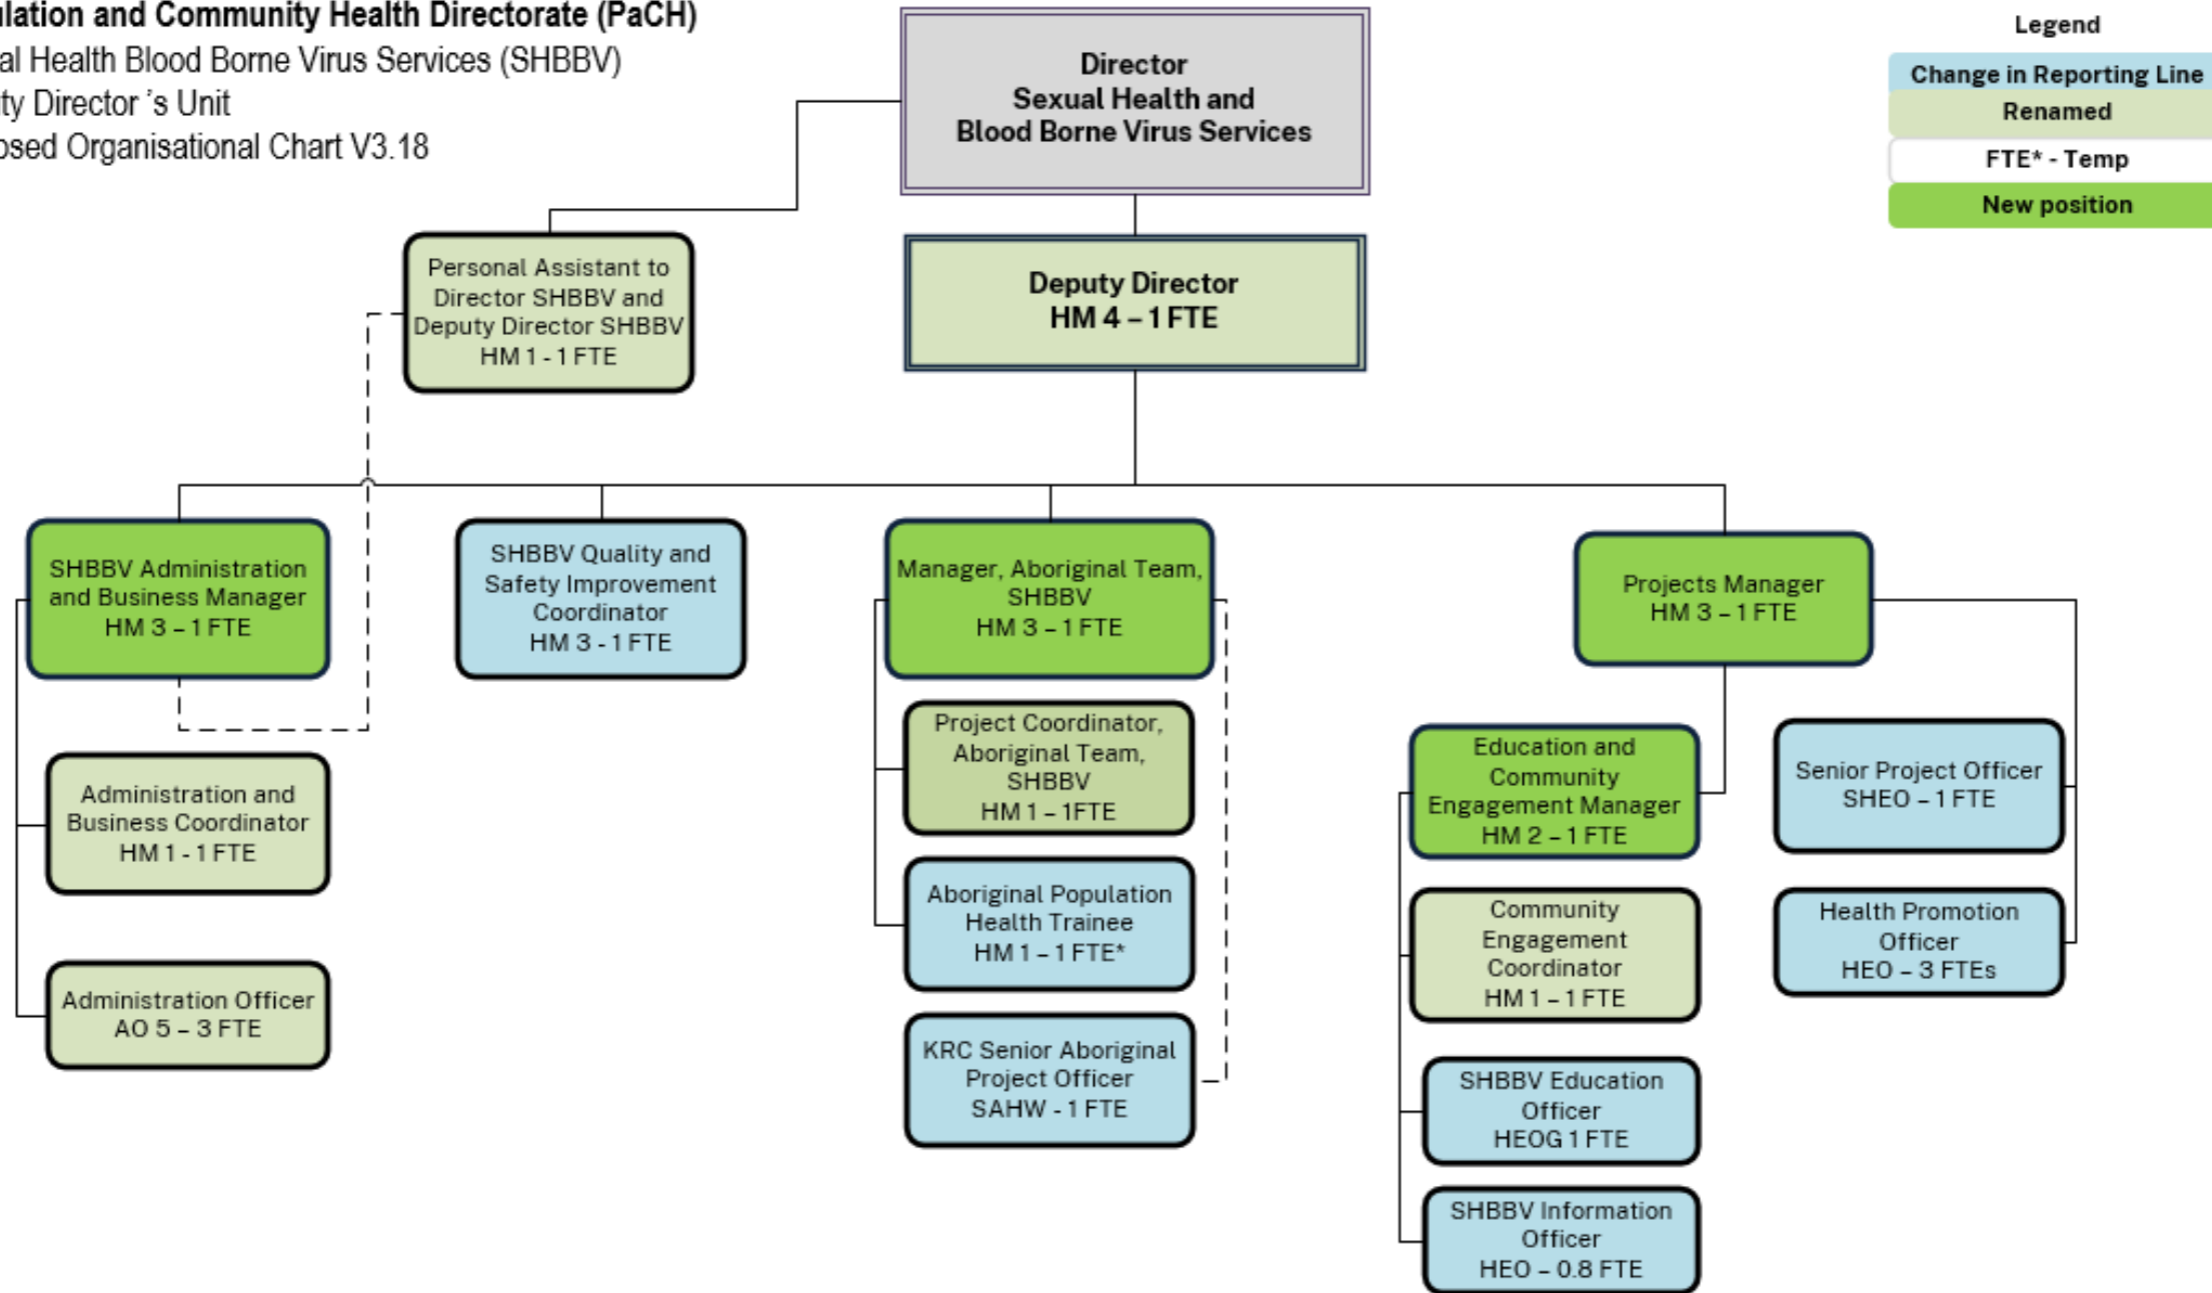 ulation and Community Health Directorate (PaCH)
al Health Blood Borne Virus Services (SHBBV)
ty Director 's Unit
osed Organisational Chart V3.18
Director
Sexual Health and
Blood Borne Virus Services
Legend
Change in Reporting Line
Renamed
FTE* - Temp
New position
Personal Assistant to
Director SHBBV and
Deputy Director SHBBV
HM 1 - 1 FTE
Deputy Director
HM 4 – 1 FTE
SHBBV Administration
and Business Manager
HM 3 – 1 FTE
SHBBV Quality and
Safety Improvement
Coordinator
HM 3 - 1 FTE
Manager, Aboriginal Team,
SHBBV
HM 3 – 1 FTE
Projects Manager
HM 3 – 1 FTE
Administration and
Business Coordinator
HM 1 - 1 FTE
Administration Officer
AO 5 – 3 FTE
Project Coordinator,
Aboriginal Team,
SHBBV
HM 1 – 1FTE
Aboriginal Population
Health Trainee
HM 1 – 1 FTE*
KRC Senior Aboriginal
Project Officer
SAHW - 1 FTE
Education and
Community
Engagement Manager
HM 2 – 1 FTE
Community
Engagement
Coordinator
HM 1 – 1 FTE
SHBBV Education
Officer
HEOG 1 FTE
SHBBV Information
Officer
HEO – 0.8 FTE
Senior Project Officer
SHEO – 1 FTE
Health Promotion
Officer
HEO – 3 FTEs